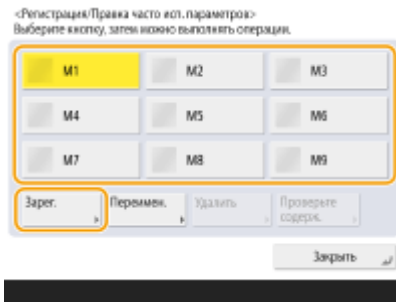 <Регистрация/Правка часто исп. параметров>
Выберите кнопку, затем можно выполнять операции.
M1 M2 M3
M4 M5 M6
M7 M8 M9
Зарег. Переимен. Удалить Проверьте
содерж.
Закрыть